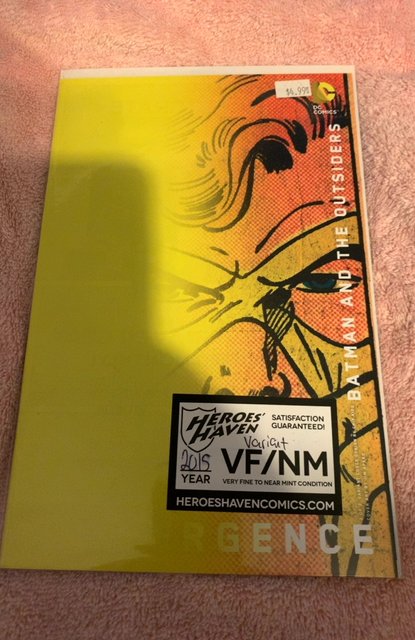 $4.99
DC
COMICS™
BATMAN AND THE OUTSIDERS
HEROES'
HAVEN
SATISFACTION
GUARANTEED!
Variant
2015
YEAR
VF/NM
VERY FINE TO NEAR MINT CONDITION
HEROESHAVENCOMICS.COM
RGENCE